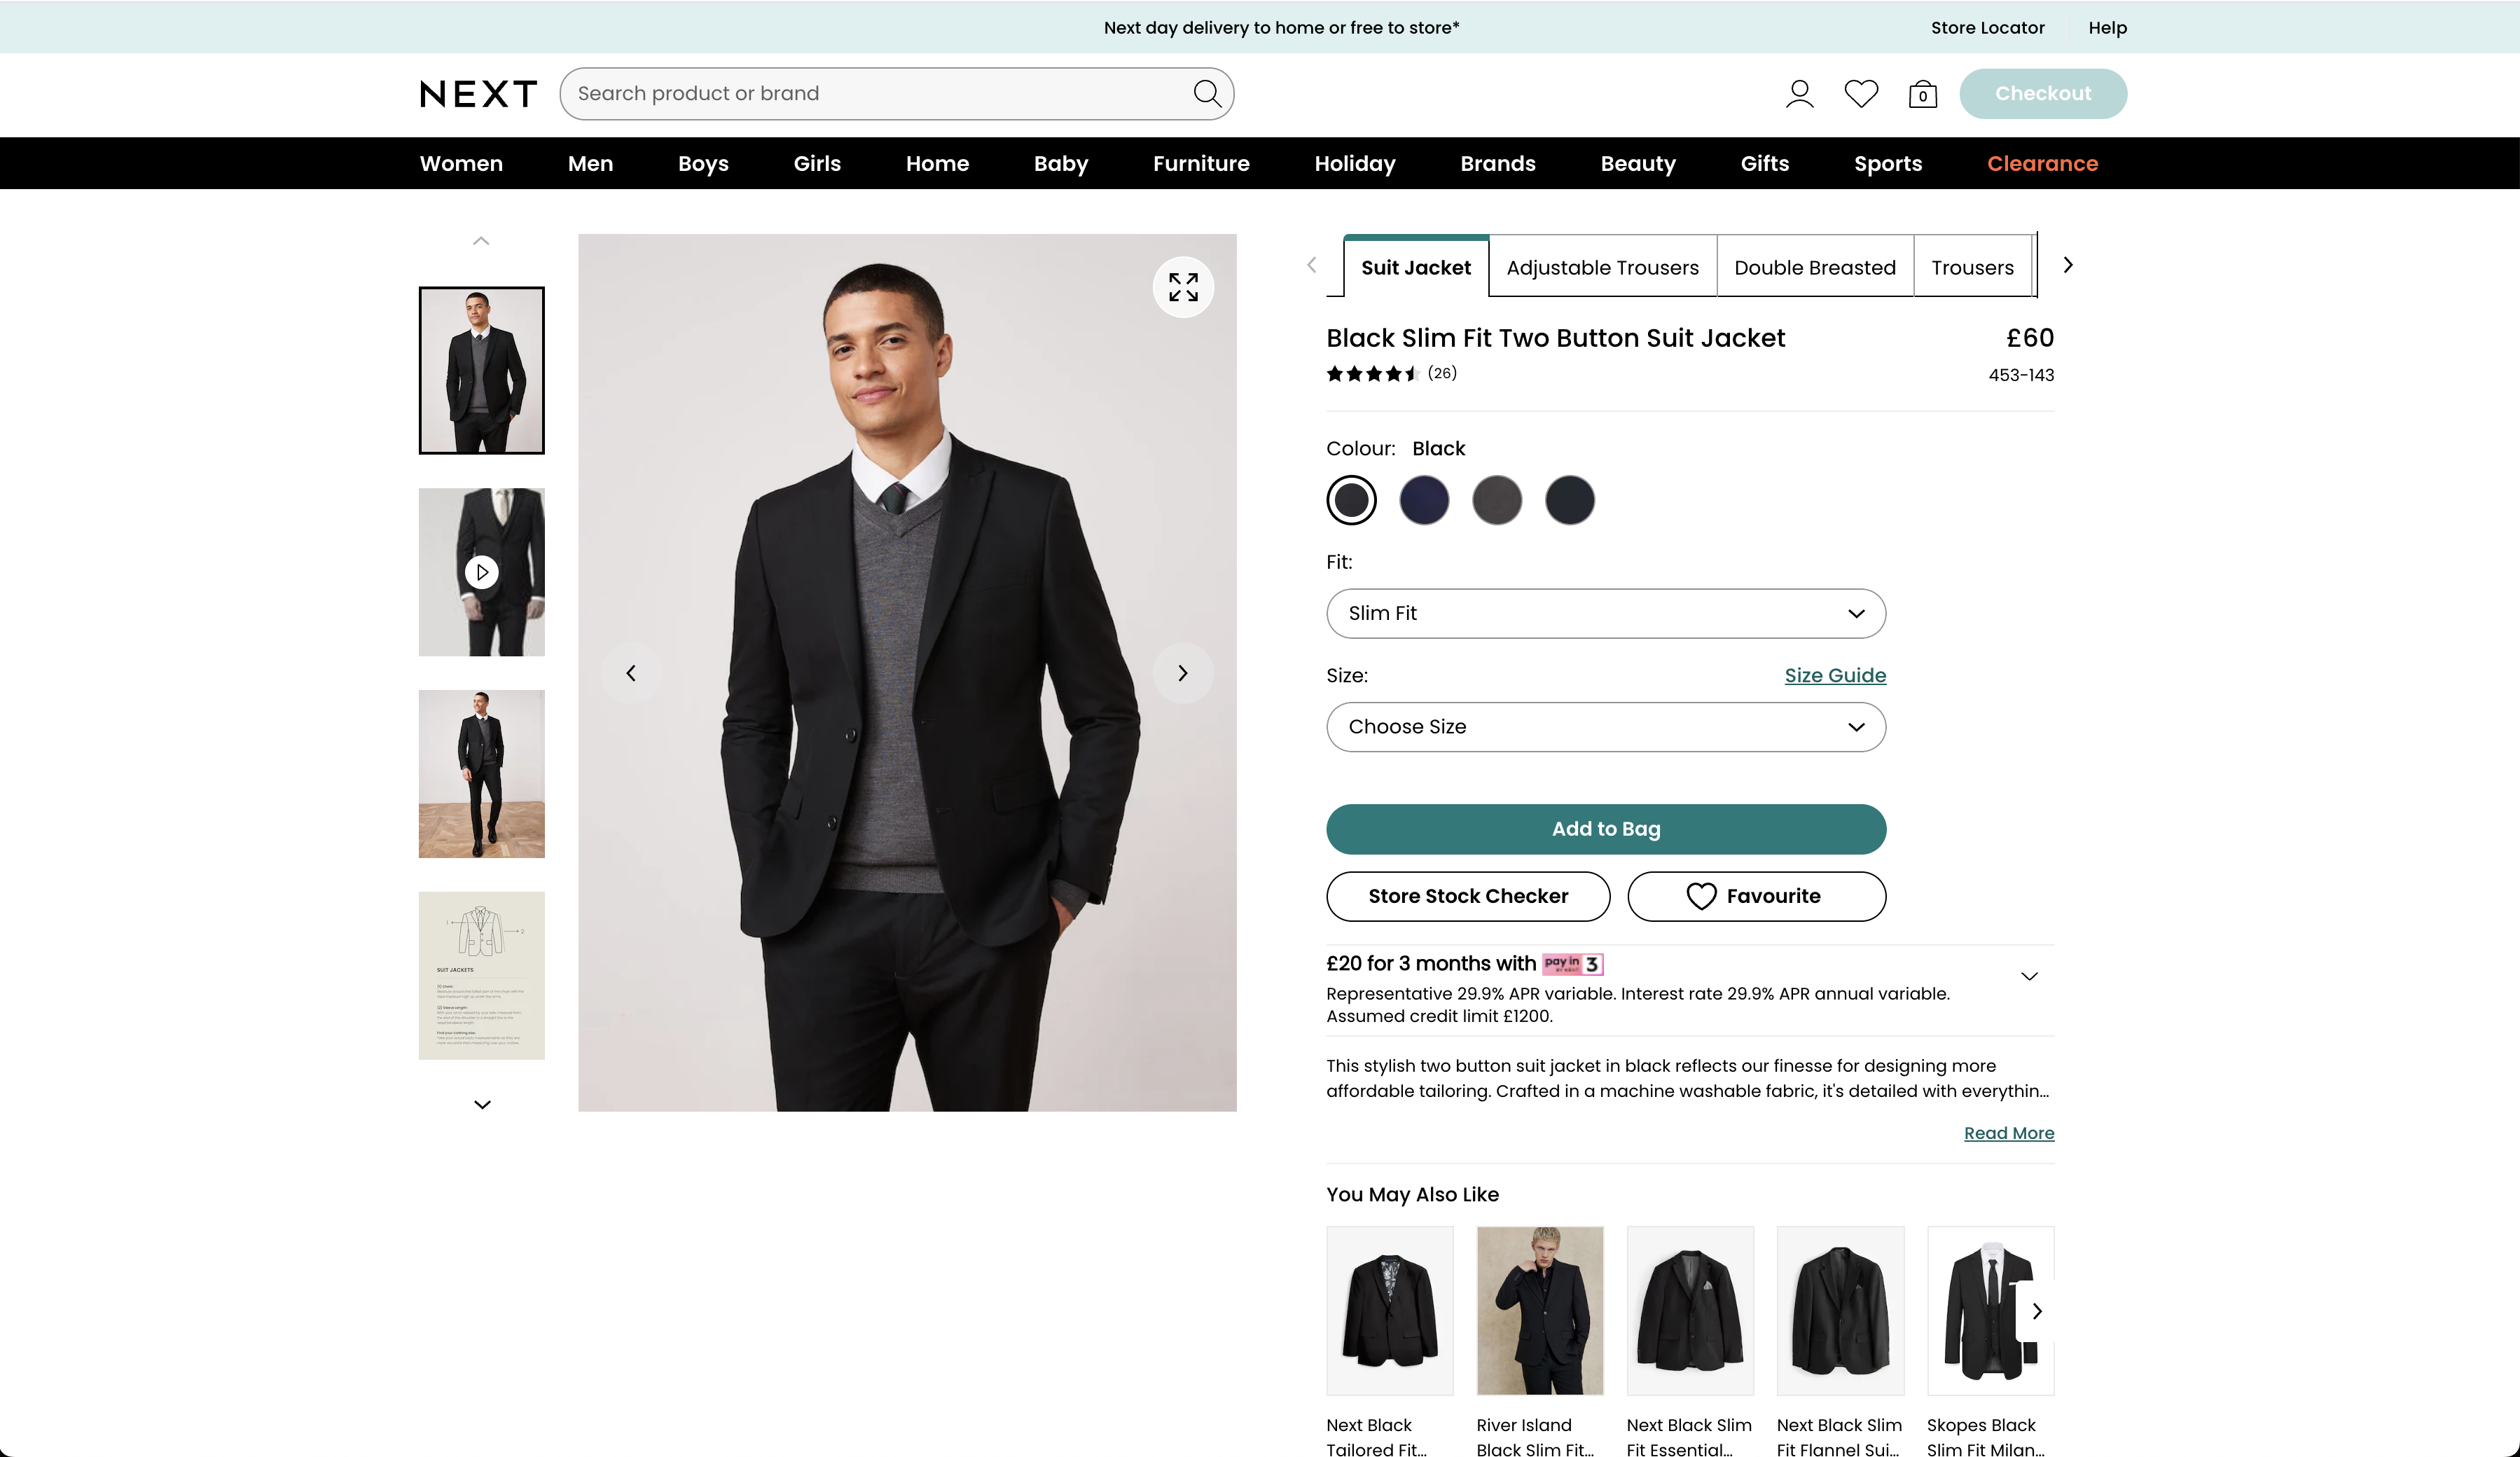 Next day delivery to home or free to store*
Store Locator
Help
NEXT
Search product or brand
0
Checkout
Women Men Boys Girls Home Baby Furniture Holiday Brands Beauty Gifts Sports Clearance
Suit Jacket
Adjustable Trousers
Double Breasted
Trousers
Black Slim Fit Two Button Suit Jacket
£60
(26)
453-143
Colour: Black
Fit:
Slim Fit
Size:
Size Guide
Choose Size
Add to Bag
Store Stock Checker
Favourite
£20 for 3 months with pay in 3
Representative 29.9% APR variable. Interest rate 29.9% APR annual variable.
Assumed credit limit £1200.
This stylish two button suit jacket in black reflects our finesse for designing more
affordable tailoring. Crafted in a machine washable fabric, it's detailed with everythin...
Read More
SUIT JACKETS
You May Also Like
Next Black
Tailored Fit...
River Island
Black Slim Fit...
Next Black Slim
Fit Essential...
Next Black Slim
Fit Flannel Sui...
Skopes Black
Slim Fit Milan...